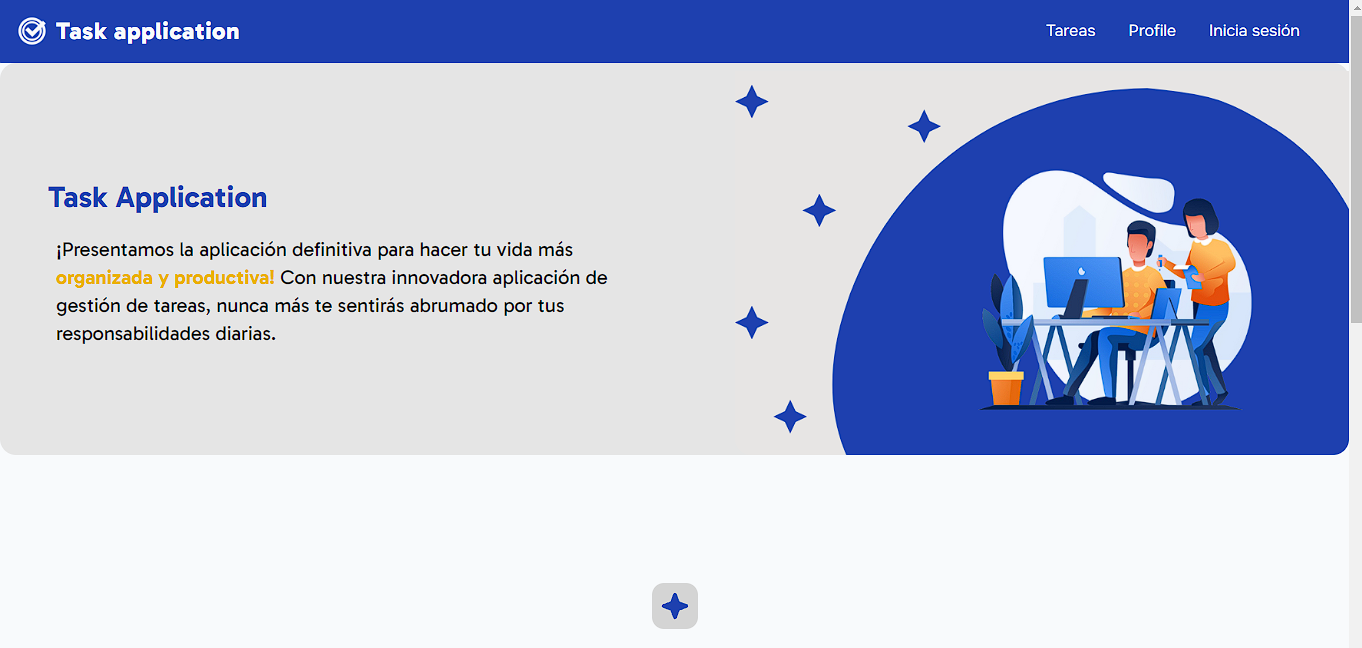 Task application
Tareas
Profile
Inicia sesión
Task Application
¡Presentamos la aplicación definitiva para hacer tu vida más
organizada y productiva! Con nuestra innovadora aplicación de
gestión de tareas, nunca más te sentirás abrumado por tus
responsabilidades diarias.